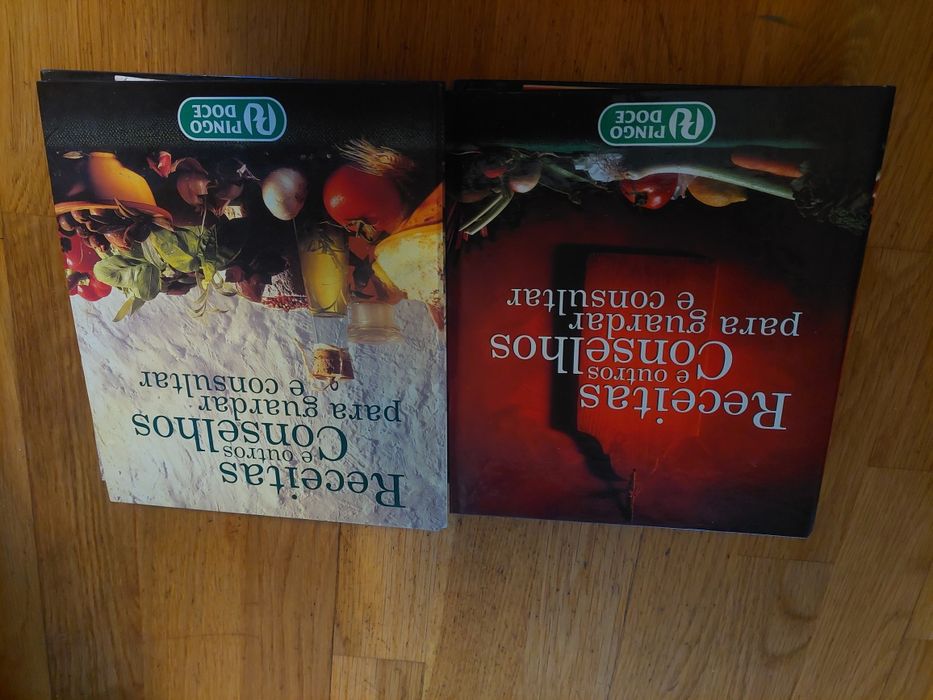 Receitas
e outros
Conselhos
para guardar
e consultar
PINGO
DOCE
Receitas
e outros
Conselhos
para guardar
e consultar
PINGO
DOCE